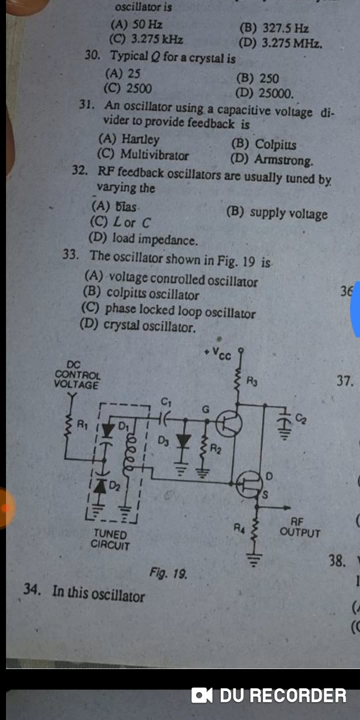 oscillator is
(A) 50 Hz (B) 327.5 Hz
(C) 3.275 kHz (D) 3.275 MHz.
30. Typical Q for a crystal is
(A) 25 (B) 250
(C) 2500 (D) 25000.
31. An oscillator using a capacitive voltage di-
vider to provide feedback is
(A) Hartley (B) Colpitts
(C) Multivibrator (D) Armstrong.
32. RF feedback oscillators are usually tuned by
varying the
(A) bias (B) supply voltage
(C) L or C
(D) load impedance.
33. The oscillator shown in Fig. 19 is
(A) voltage controlled oscillator
(B) colpitts oscillator
(C) phase locked loop oscillator
(D) crystal oscillator.
36
+ VCC
DC
CONTROL
VOLTAGE
R3
37.
C1
G
C2
R1
D1
D3
R2
D2
D
S
R4
RF
OUTPUT
TUNED
CIRCUIT
38.
Fig. 19.
34. In this oscillator
DU RECORDER